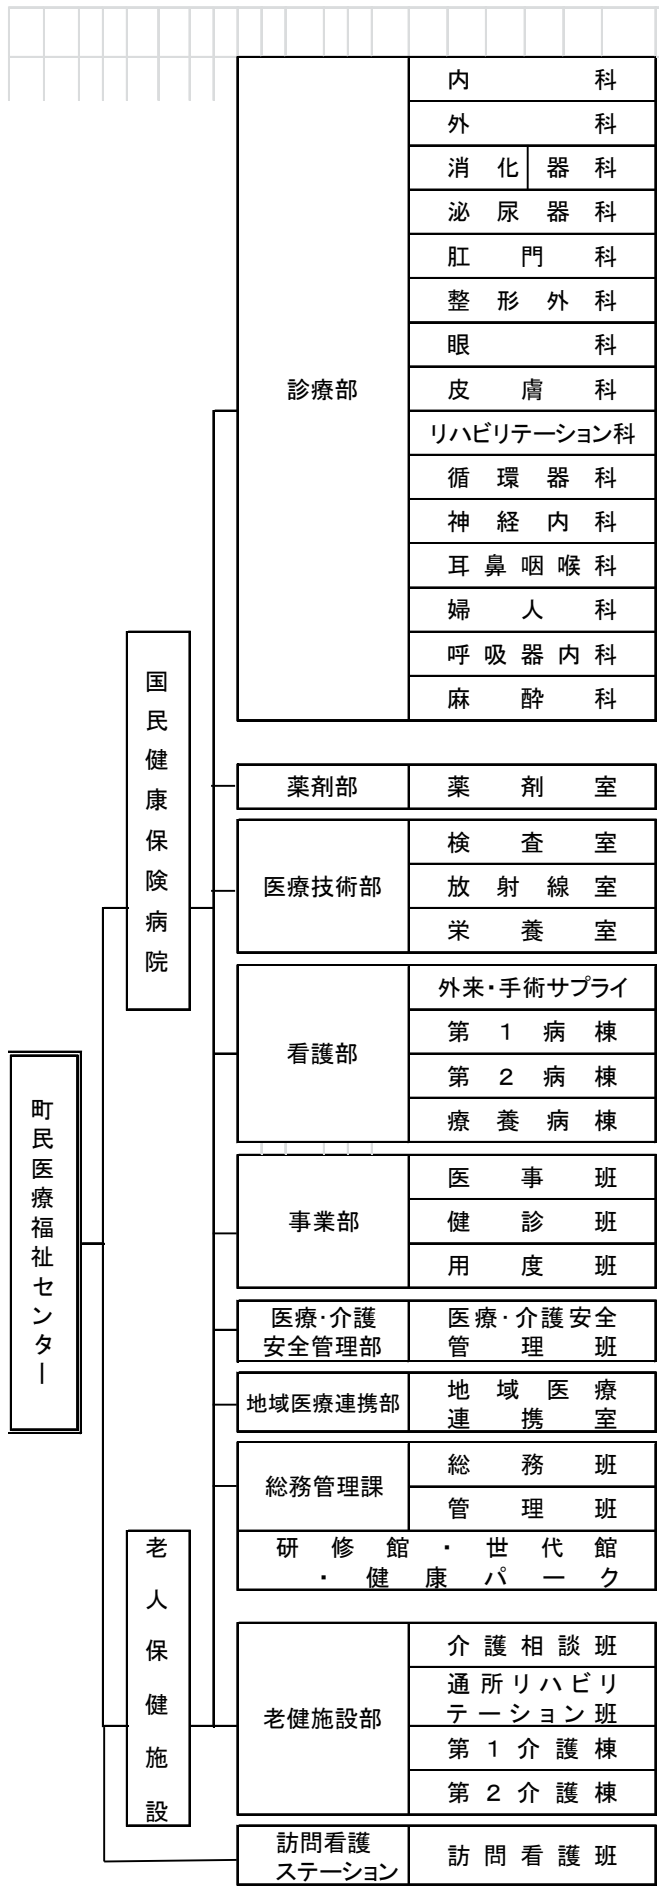 町民医療福祉センター
国民健康保険病院
診療部
内科
外科
消化器科
泌尿器科
肛門科
整形外科
眼科
皮膚科
リハビリテーション科
循環器科
神経内科
耳鼻咽喉科
婦人科
呼吸器内科
麻酔科
薬剤部
薬剤室
医療技術部
検査室
放射線室
栄養室
看護部
外来・手術サプライ
第1病棟
第2病棟
療養病棟
事業部
医事班
健診班
用度班
医療・介護
安全管理部
医療・介護安全
管理班
地域医療連携部
地域医療
連携室
総務管理課
総務班
管理班
研修館・世代館
・健康パーク
老人保健施設
老健施設部
介護相談班
通所リハビリ
テーション班
第1介護棟
第2介護棟
訪問看護
ステーション
訪問看護班